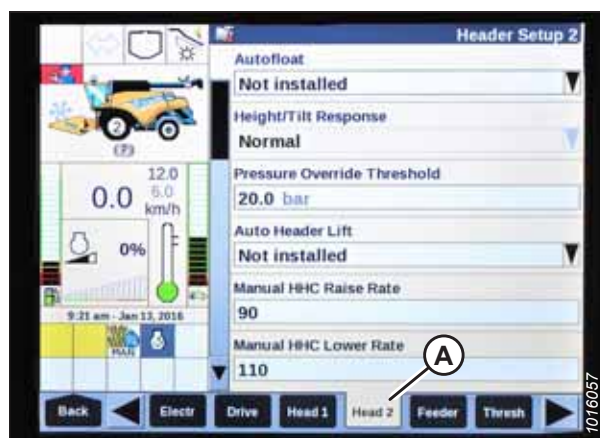 Header Setup 2
Autofloat
Not installed
Height/Tilt Response
Normal
Pressure Override Threshold
20.0 bar
Auto Header Lift
Not installed
Manual HHC Raise Rate
90
Manual HHC Lower Rate
110
2
(7)
12.0
0.0 6.0
km/h
0%
9:21 am - Jan 13, 2016
MAN
A
Back Electr Drive Head 1 Head 2 Feeder Thresh
1016057